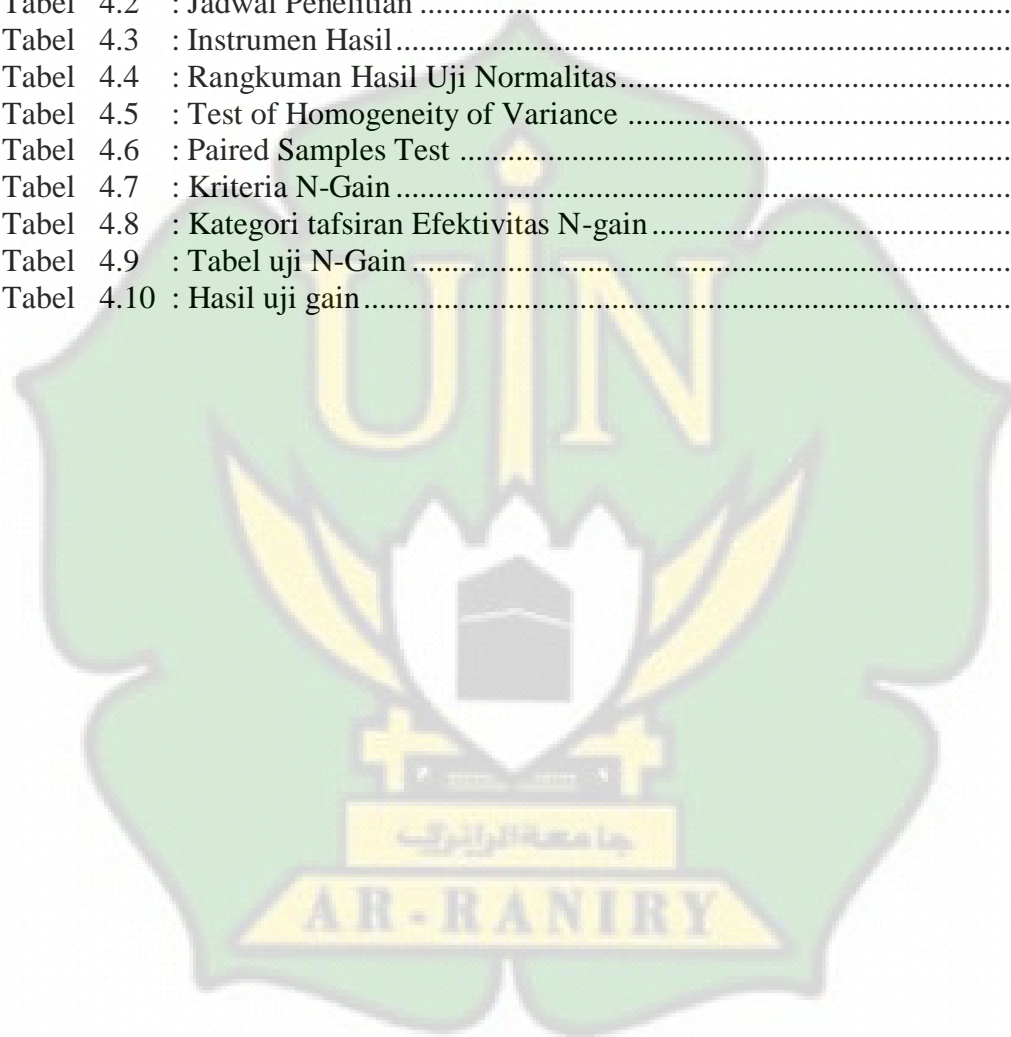 Tabel 4.2 : Jadwal Penelitian ........................................................................
Tabel 4.3 : Instrumen Hasil ...........................................................................
Tabel 4.4 : Rangkuman Hasil Uji Normalitas ...............................................
Tabel 4.5 : Test of Homogeneity of Variance ..............................................
Tabel 4.6 : Paired Samples Test ...................................................................
Tabel 4.7 : Kriteria N-Gain ...........................................................................
Tabel 4.8 : Kategori tafsiran Efektivitas N-gain ...........................................
Tabel 4.9 : Tabel uji N-Gain .........................................................................
Tabel 4.10 : Hasil uji gain ..............................................................................
UIN
جامعة الرانري
AR-RANIRY